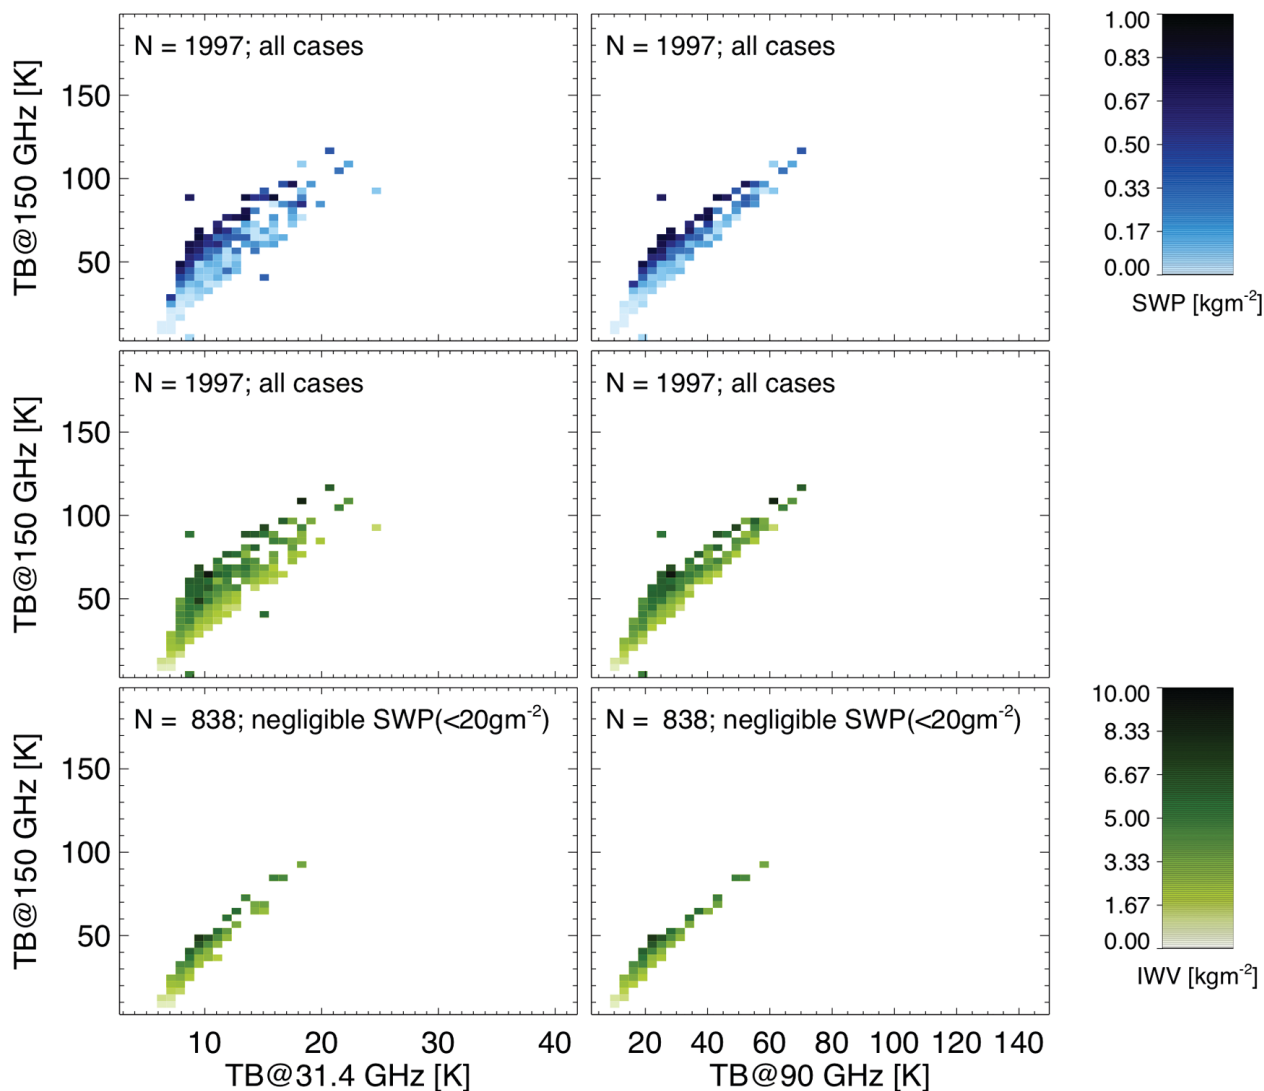 N = 1997; all cases
N = 1997; all cases
TB@150 GHz [K]
150
100
50
1.00
0.83
0.67
0.50
0.33
0.17
0.00
SWP [kgm-2]
N = 1997; all cases
N = 1997; all cases
TB@150 GHz [K]
150
100
50
N = 838; negligible SWP(<20gm-2)
N = 838; negligible SWP(<20gm-2)
TB@150 GHz [K]
150
100
50
10.00
8.33
6.67
5.00
3.33
1.67
0.00
IWV [kgm-2]
10 20 30 40
20 40 60 80 100 120 140
TB@31.4 GHz [K]
TB@90 GHz [K]